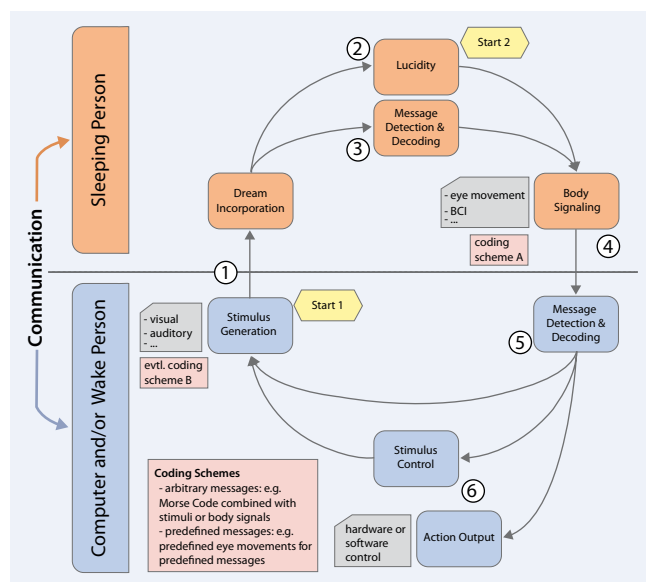 Communication
Sleeping Person
Computer and/or Wake Person
2
Lucidity
Start 2
3
Message
Detection &
Decoding
Dream
Incorporation
- eye movement
- BCI
- ...
Body
Signaling
coding
scheme A
4
1
- visual
- auditory
- ...
Stimulus
Generation
Start 1
evtl. coding
scheme B
Message
Detection &
Decoding
5
Stimulus
Control
6
Coding Schemes
- arbitrary messages: e.g.
Morse Code combined with
stimuli or body signals
- predefined messages: e.g.
predefined eye movements for
predefined messages
hardware or
software
control
Action Output